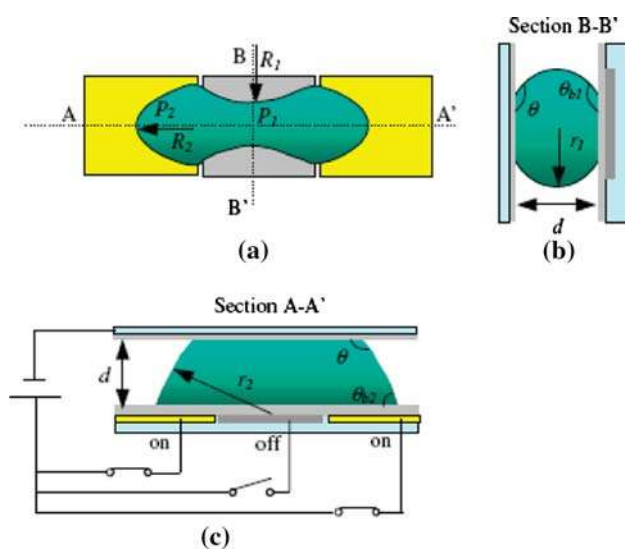 B
R1
A
P2
P1
A'
R2
B'
(a)
Section B-B'
θ
θb1
r1
d
(b)
Section A-A'
d
θ
r2
θb2
on
off
on
(c)